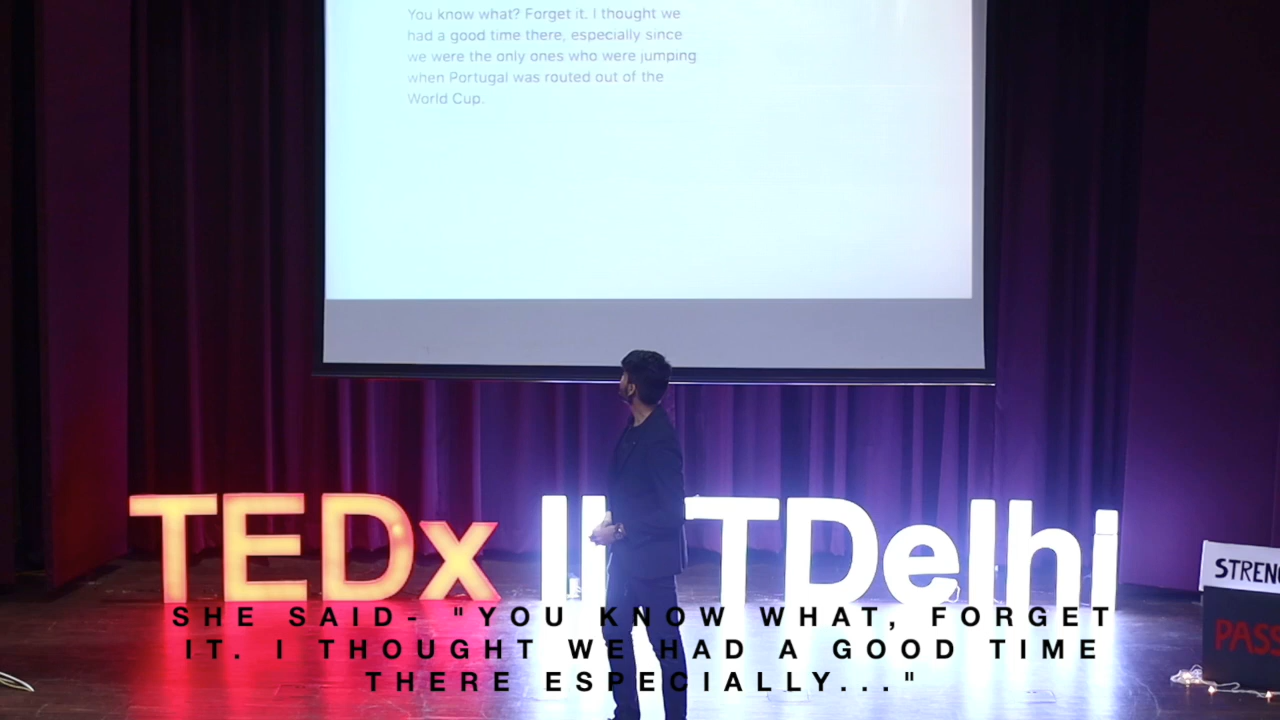 You know what? Forget it. I thought we
had a good time there, especially since
we were the only ones who were jumping
when Portugal was routed out of the
World Cup.
TEDx IITDelhi
STRENG
PASS
SHE SAID- "YOU KNOW WHAT, FORGET
IT. I THOUGHT WE HAD A GOOD TIME
THERE ESPECIALLY..."